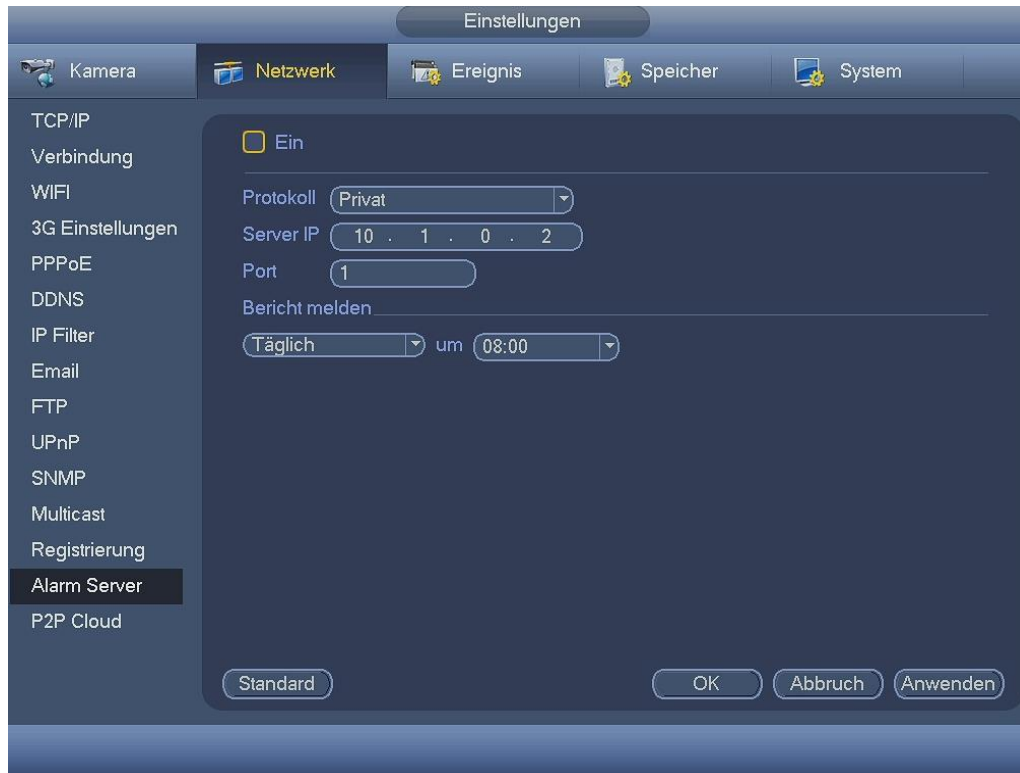 Einstellungen
Kamera Netzwerk Ereignis Speicher System
TCP/IP
Verbindung
WIFI
3G Einstellungen
PPPoE
DDNS
IP Filter
Email
FTP
UPnP
SNMP
Multicast
Registrierung
Alarm Server
P2P Cloud
Ein
Protokoll Privat
Server IP 10 . 1 . 0 . 2
Port 1
Bericht melden
Täglich um 08:00
Standard OK Abbruch Anwenden